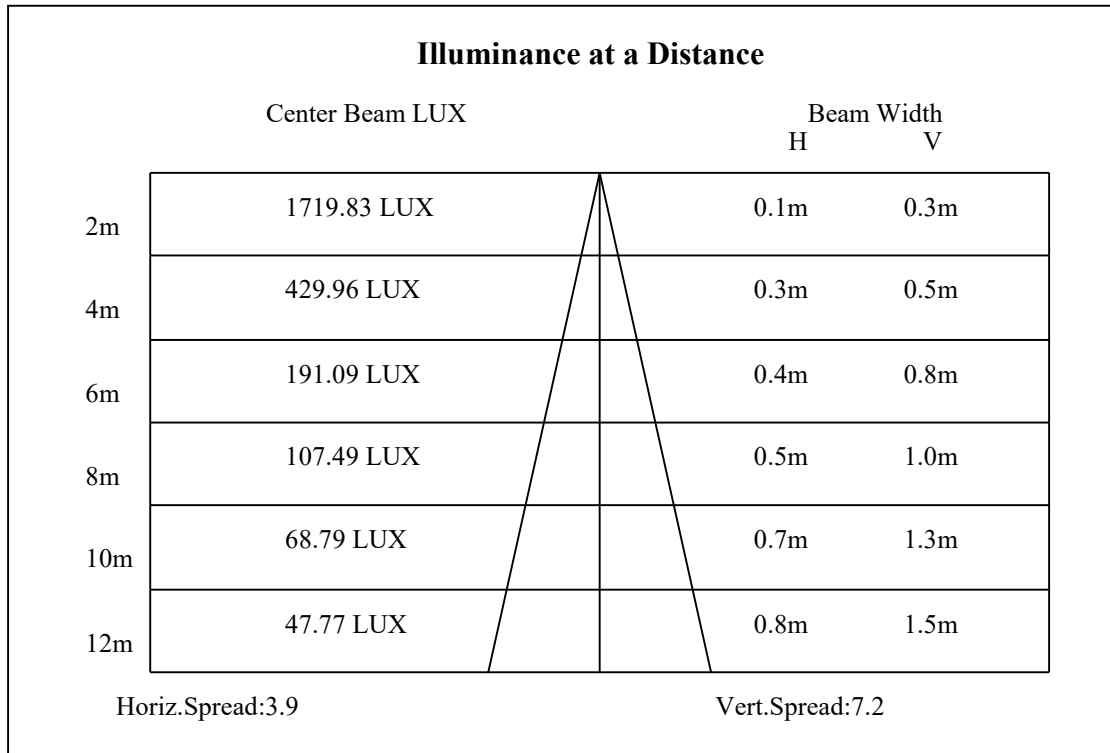 Illuminance at a Distance
Center Beam LUX Beam Width
H V
2m 1719.83 LUX 0.1m 0.3m
4m 429.96 LUX 0.3m 0.5m
6m 191.09 LUX 0.4m 0.8m
8m 107.49 LUX 0.5m 1.0m
10m 68.79 LUX 0.7m 1.3m
12m 47.77 LUX 0.8m 1.5m
Horiz.Spread:3.9 Vert.Spread:7.2